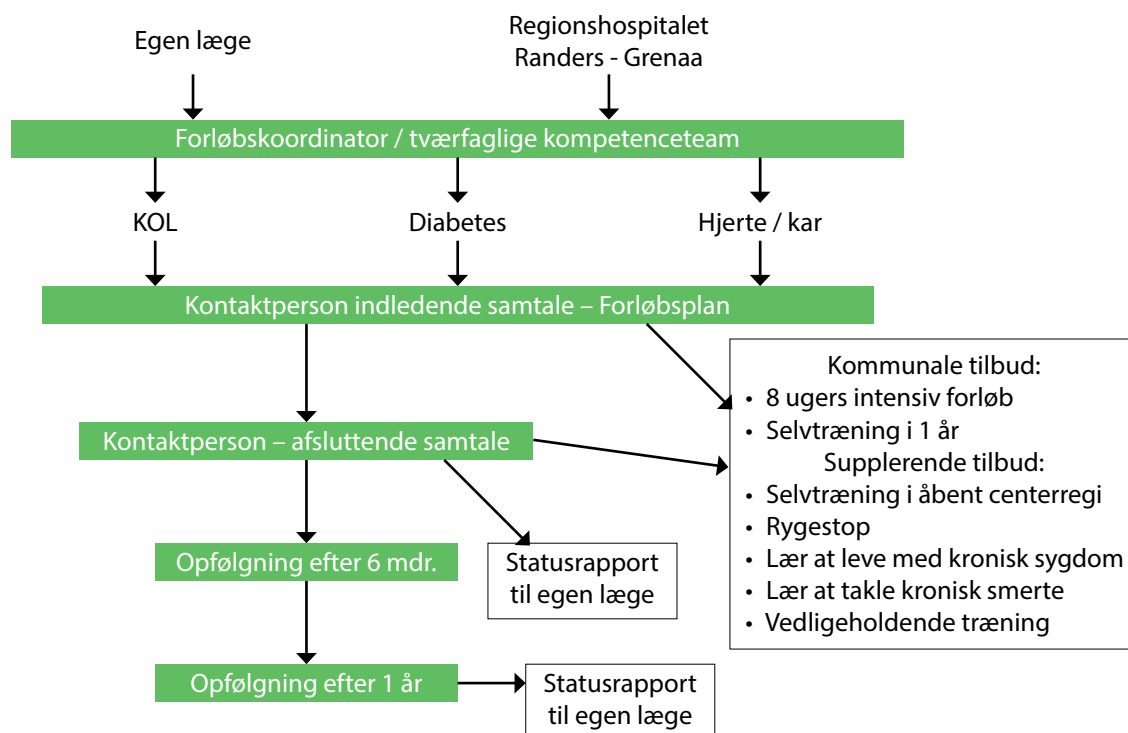 Egen læge
Regionshospitalet
Randers - Grenaa
Forløbskoordinator / tværfaglige kompetenceteam
KOL
Diabetes
Hjerte / kar
Kontaktperson indledende samtale – Forløbsplan
Kommunale tilbud:
• 8 ugers intensiv forløb
• Selvtræning i 1 år
Supplerende tilbud:
• Selvtræning i åbent centerregi
• Rygestop
• Lær at leve med kronisk sygdom
• Lær at takle kronisk smerte
• Vedligeholdende træning
Kontaktperson – afsluttende samtale
Opfølgning efter 6 mdr.
Statusrapport
til egen læge
Opfølgning efter 1 år
Statusrapport
til egen læge